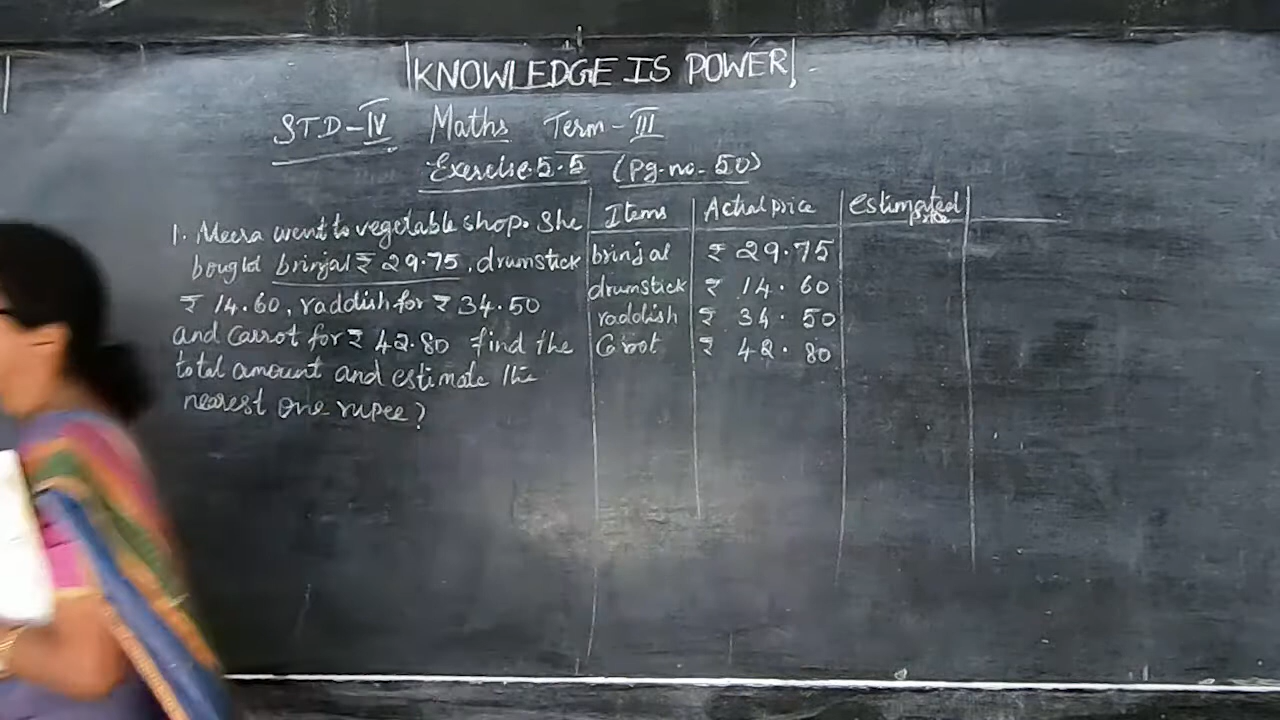 KNOWLEDGE IS POWER
STD-IV Maths Term-III
Exercise.5.5 (Pg.no-50)
1. Meera went to vegetable shop. She
bought brinjal ₹ 29.75, drumstick
₹ 14.60, raddish for ₹ 34.50
and Carrot for ₹ 42.80 find the
total amount and estimate the
nearest one rupee?
Items Actual price estimated price
brinjal ₹ 29.75
drumstick ₹ 14.60
raddish ₹ 34.50
₹ 42.80